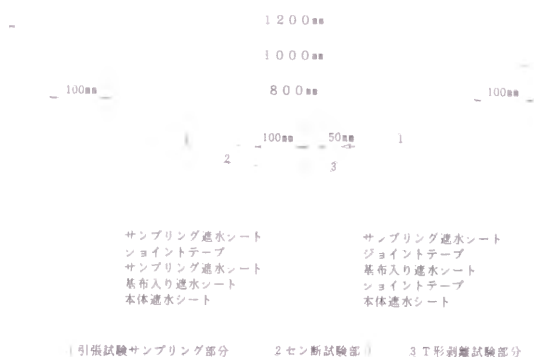 1200mm
1000mm
800mm
100mm 100mm
100mm 50mm 1
2 3
サンプリング遮水シート
ジョイントテープ
サンプリング遮水シート
基布入り遮水シート
本体遮水シート
サンプリング遮水シート
ジョイントテープ
基布入り遮水シート
ジョイントテープ
本体遮水シート
1引張試験サンプリング部分 2セン断試験部 3T形剥離試験部分